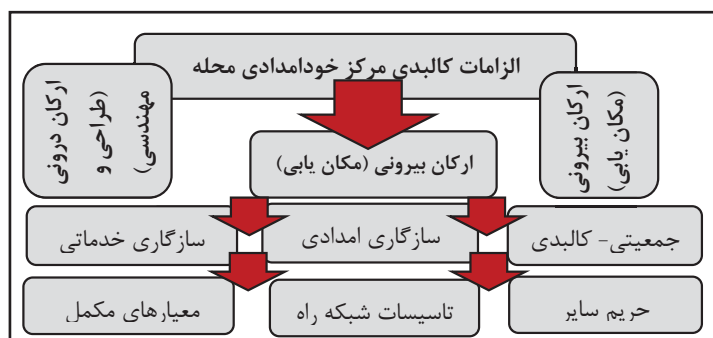 الزامات کالبدی مرکز خودامدادی محله
ارکان بیرونی
(مکان یابی)
ارکان درونی
(طراحی و
مهندسی)
ارکان بیرونی (مکان یابی)
جمعیتی- کالبدی
سازگاری امدادی
سازگاری خدماتی
حریم سایر
تاسیسات شبکه راه
معیارهای مکمل